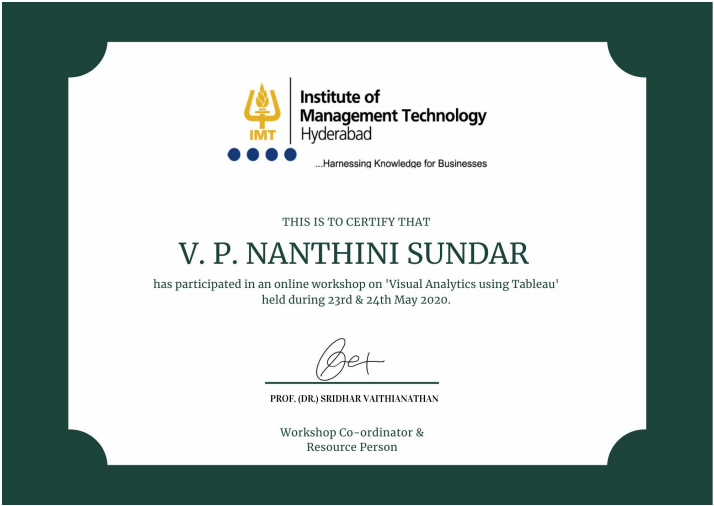 IMT
Institute of
Management Technology
Hyderabad
...Harnessing Knowledge for Businesses
THIS IS TO CERTIFY THAT
V. P. NANTHINI SUNDAR
has participated in an online workshop on 'Visual Analytics using Tableau'
held during 23rd & 24th May 2020.
PROF. (DR.) SRIDHAR VAITHIANATHAN
Workshop Co-ordinator &
Resource Person